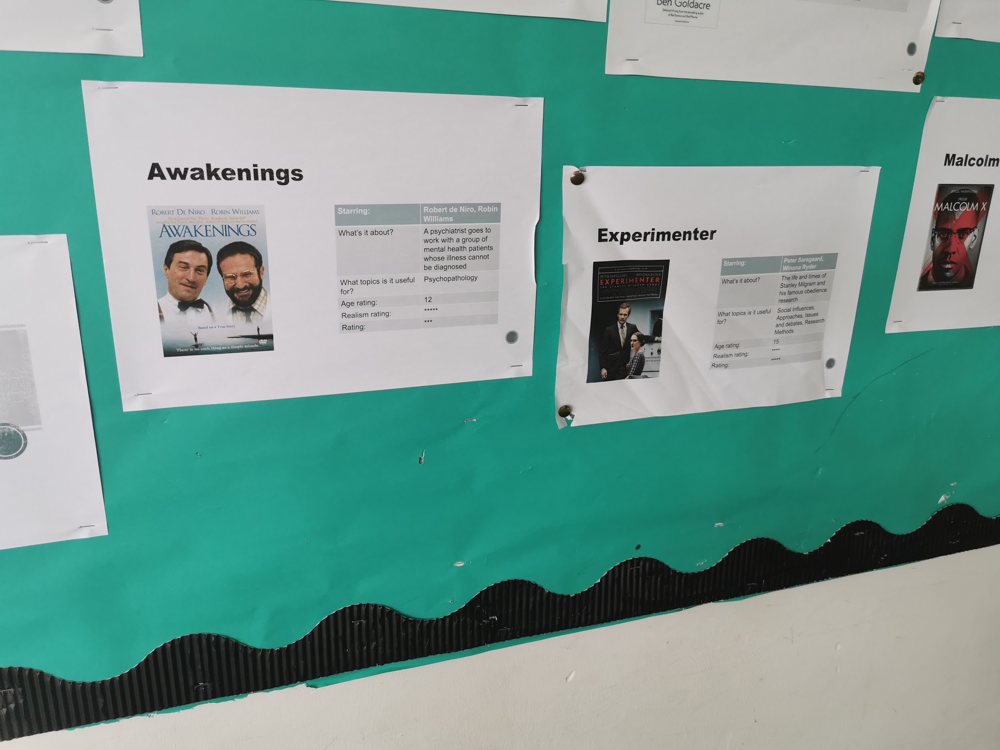 Ben Goldacre
Selected Writing from the bestselling author
of Bad Science and Bad Pharma
Awakenings
ROBERT DE NIRO ROBIN WILLIAMS
Nominated for Three Academy Awards
AWAKENINGS
Based on a True Story
There is no such thing as a simple miracle.
DVD
Starring:
Robert de Niro, Robin
Williams
What's it about?
A psychiatrist goes to
work with a group of
mental health patients
whose illness cannot
be diagnosed
What topics is it useful
for?
Psychopathology
Age rating:
12
Realism rating:
*****
Rating:
***
Experimenter
PETER SARSGAARD WINONA RYDER
EXPERIMENTER
THE STANLEY MILGRAM STORY
Starring:
Peter Sarsgaard,
Winona Ryder
What's it about?
The life and times of
Stanley Milgram and
his famous obedience
research
What topics is it useful
for?
Social Influences,
Approaches, Issues
and debates, Research
Methods
Age rating:
15
Realism rating:
****
Rating:
*****
Malcolm
DENZEL WASHINGTON
MALCOLM X